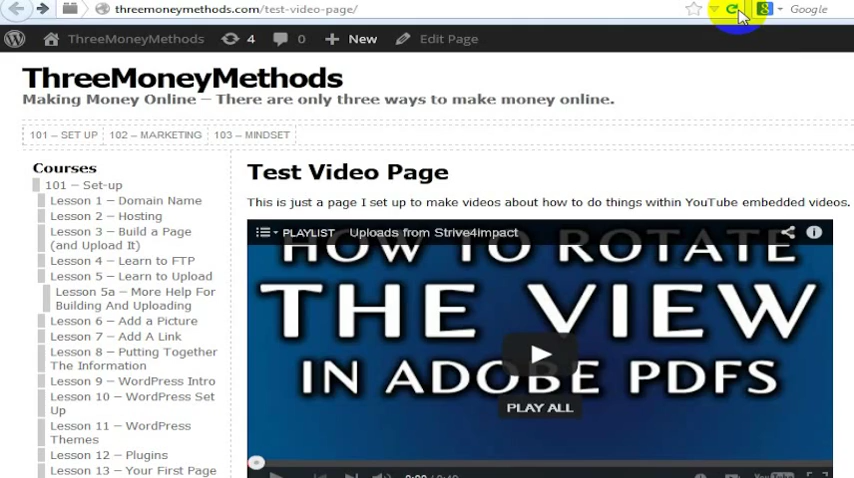 threemoneymethods.com/test-video-page/
Google
ThreeMoneyMethods
4
0
New
Edit Page
ThreeMoneyMethods
Making Money Online – There are only three ways to make money online.
101 – SET UP
102 – MARKETING
103 – MINDSET
Courses
101 – Set-up
Lesson 1 – Domain Name
Lesson 2 – Hosting
Lesson 3 – Build a Page
(and Upload It)
Lesson 4 – Learn to FTP
Lesson 5 – Learn to Upload
Lesson 5a – More Help For
Building And Uploading
Lesson 6 – Add a Picture
Lesson 7 – Add A Link
Lesson 8 – Putting Together
The Information
Lesson 9 – WordPress Intro
Lesson 10 – WordPress Set
Up
Lesson 11 – WordPress
Themes
Lesson 12 – Plugins
Lesson 13 – Your First Page
Test Video Page
This is just a page I set up to make videos about how to do things within YouTube embedded videos.
PLAYLIST Uploads from Strive4impact
HOW TO ROTATE
THE VIEW
IN ADOBE PDFS
PLAY ALL